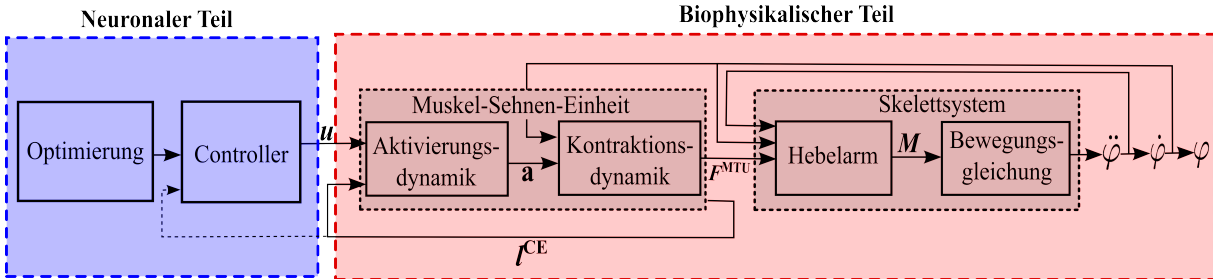 Neuronaler Teil
Biophysikalischer Teil
Optimierung
Controller
u
Muskel-Sehnen-Einheit
Aktivierungs-
dynamik
a
Kontraktions-
dynamik
F^MTU
Skelettsystem
Hebelarm
M
Bewegungs-
gleichung
φ̈
φ̇
φ
l^CE